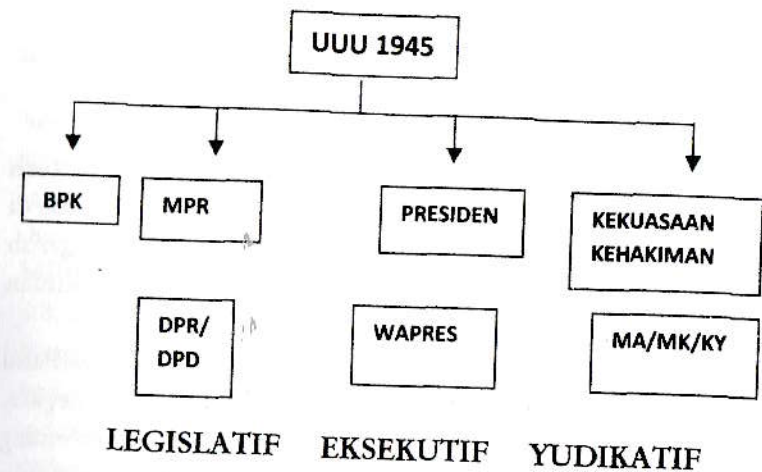 UUU 1945
BPK
MPR
PRESIDEN
KEKUASAAN
KEHAKIMAN
DPR/
DPD
WAPRES
MA/MK/KY
LEGISLATIF EKSEKUTIF YUDIKATIF